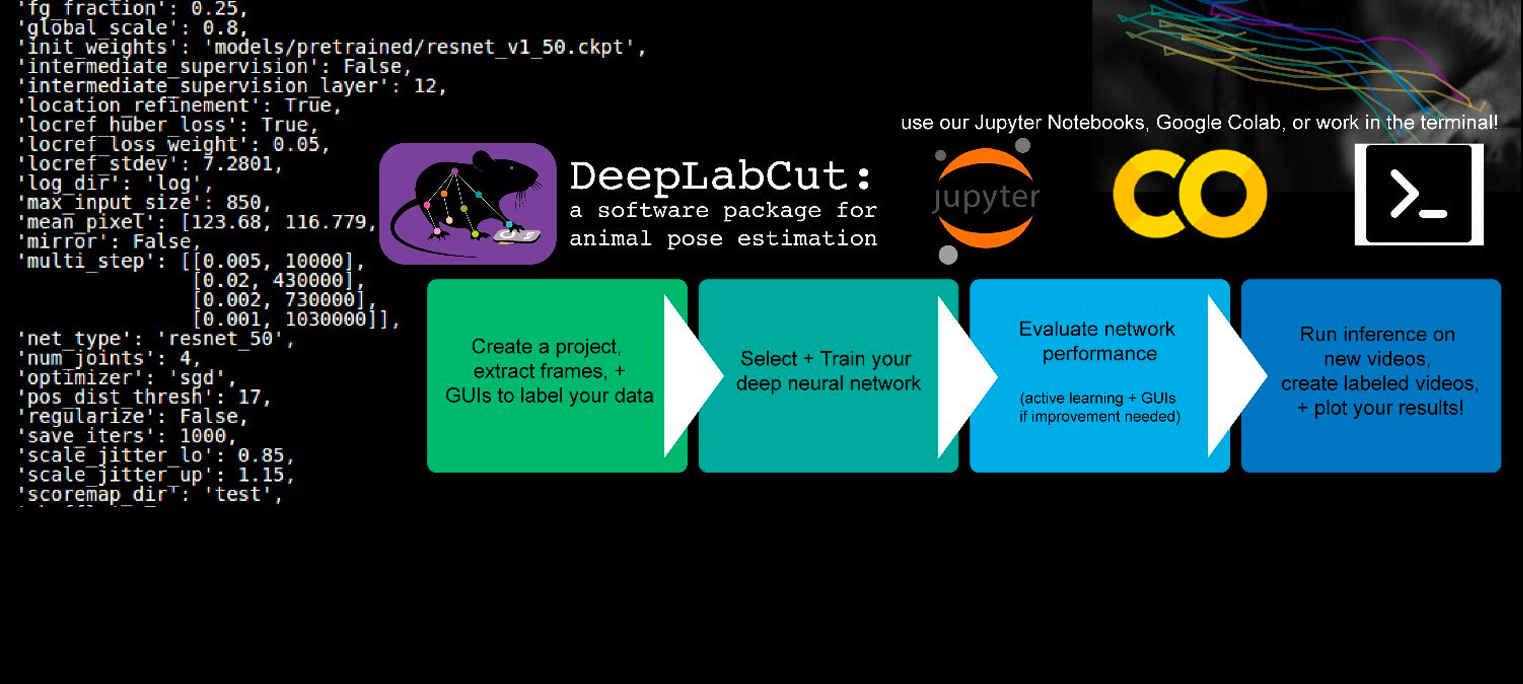 'fg_fraction': 0.25,
'global_scale': 0.8,
'init_weights': 'models/pretrained/resnet_v1_50.ckpt',
'intermediate_supervision': False,
'intermediate_supervision_layer': 12,
'location_refinement': True,
'locref_huber_loss': True,
'locref_loss_weight': 0.05,
'locref_stdev': 7.2801,
'log_dir': 'log',
'max_input_size': 850,
'mean_pixel': [123.68, 116.779,
'mirror': False,
'multi_step': [[0.005, 10000],
[0.02, 430000],
[0.002, 730000],
[0.001, 1030000]],
'net_type': 'resnet_50',
'num_joints': 4,
'optimizer': 'sgd',
'pos_dist_thresh': 17,
'regularize': False,
'save_iters': 1000,
'scale_jitter_lo': 0.85,
'scale_jitter_up': 1.15,
'scoremap_dir': 'test',
use our Jupyter Notebooks, Google Colab, or work in the terminal!
DeepLabCut:
a software package for
animal pose estimation
jupyter
CO
>_
Create a project,
extract frames, +
GUIs to label your data
Select + Train your
deep neural network
Evaluate network
performance
(active learning + GUIs
if improvement needed)
Run inference on
new videos,
create labeled videos,
+ plot your results!